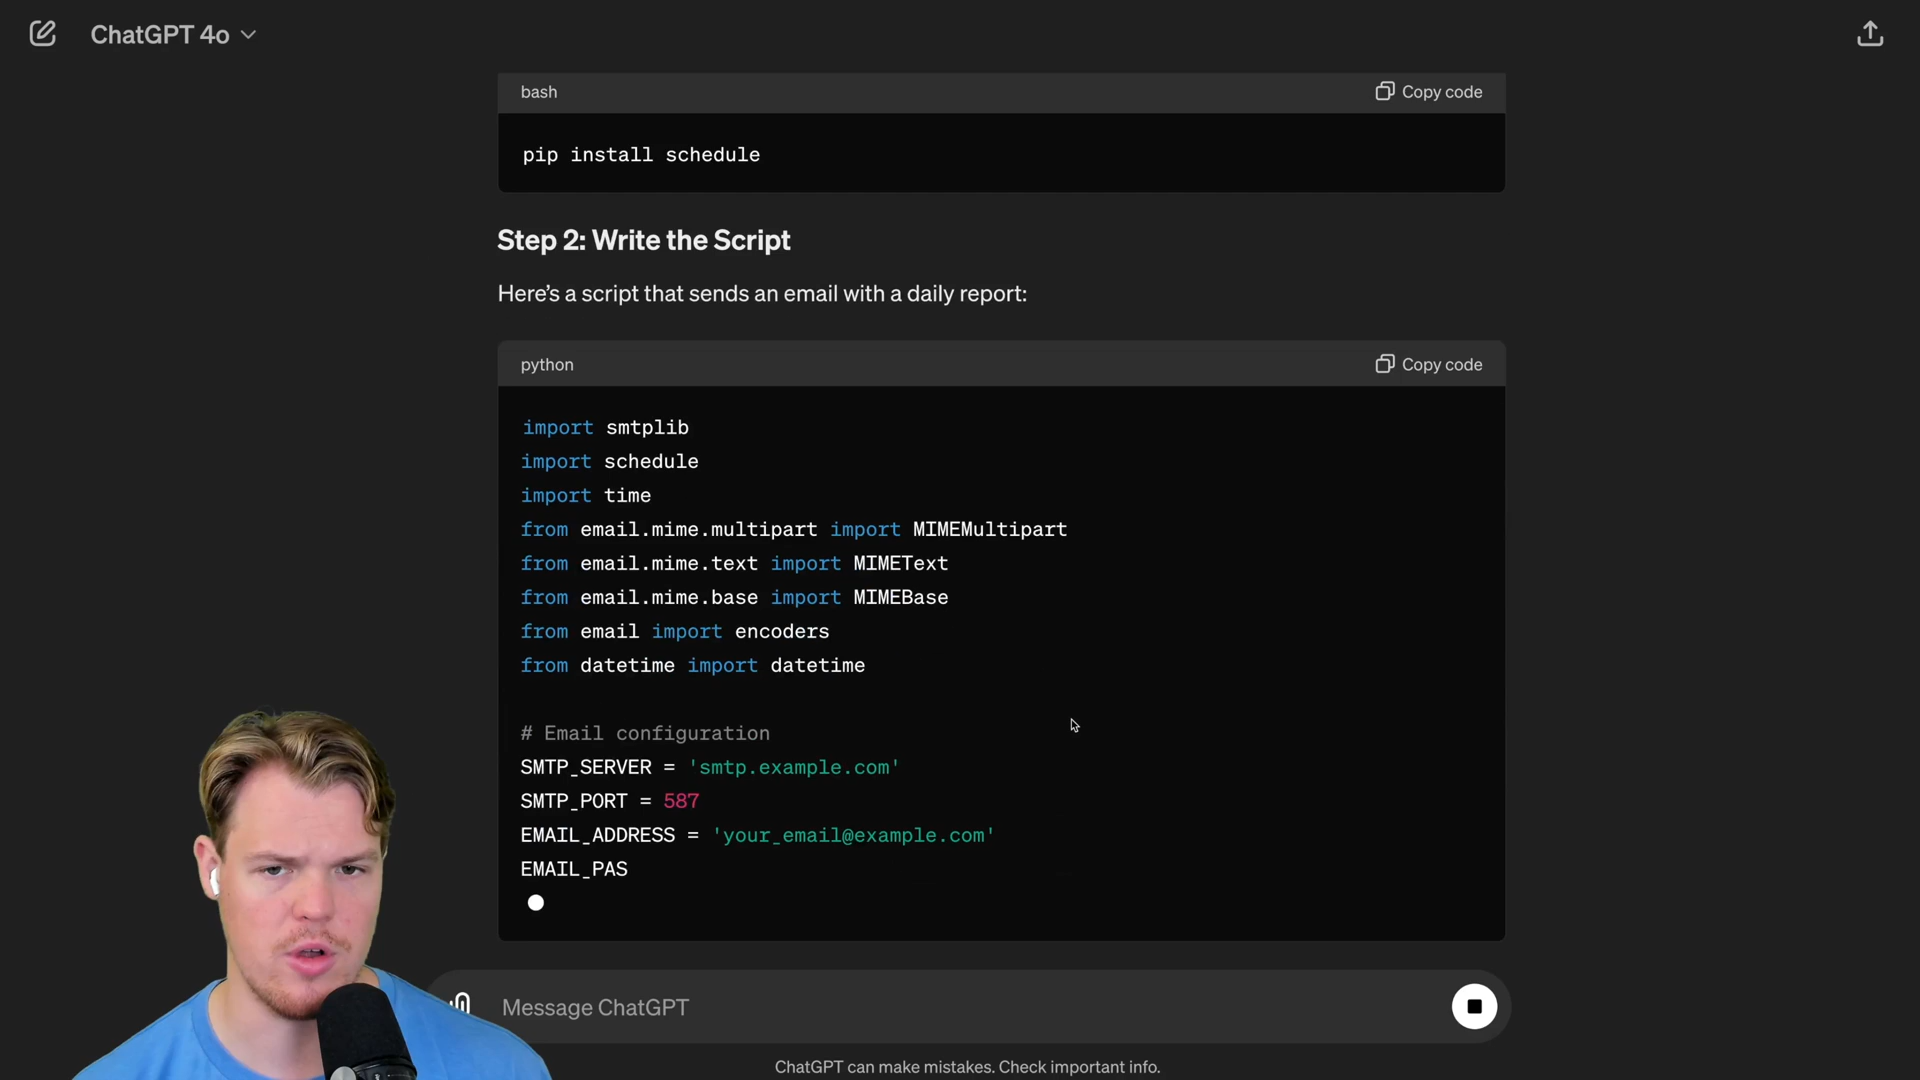 ChatGPT 4o
bash
Copy code
pip install schedule
Step 2: Write the Script
Here's a script that sends an email with a daily report:
python
Copy code
import smtplib
import schedule
import time
from email.mime.multipart import MIMEMultipart
from email.mime.text import MIMEText
from email.mime.base import MIMEBase
from email import encoders
from datetime import datetime
# Email configuration
SMTP_SERVER = 'smtp.example.com'
SMTP_PORT = 587
EMAIL_ADDRESS = 'your_email@example.com'
EMAIL_PAS
Message ChatGPT
ChatGPT can make mistakes. Check important info.